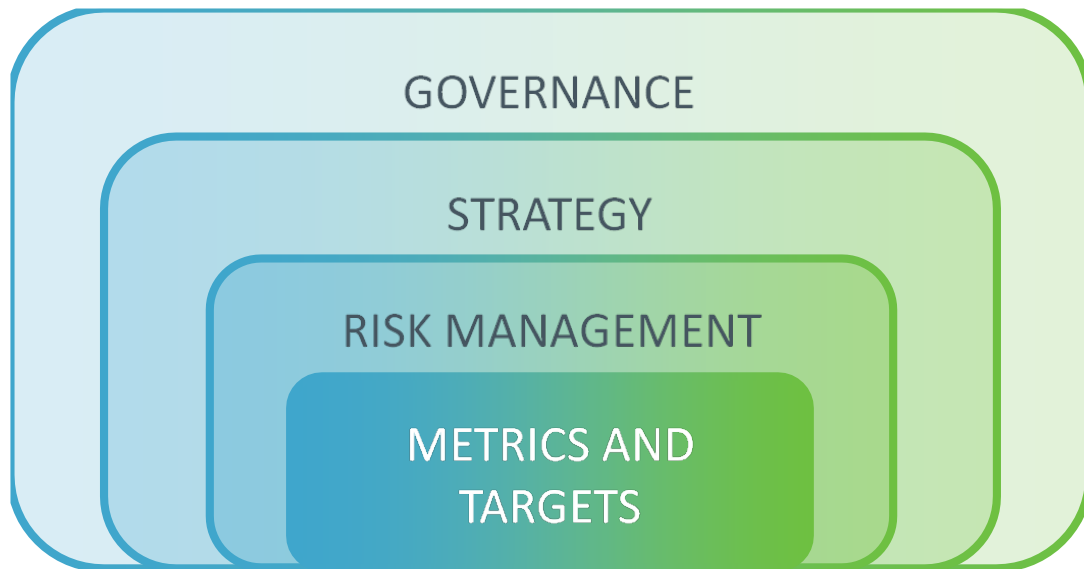 GOVERNANCE
STRATEGY
RISK MANAGEMENT
METRICS AND
TARGETS